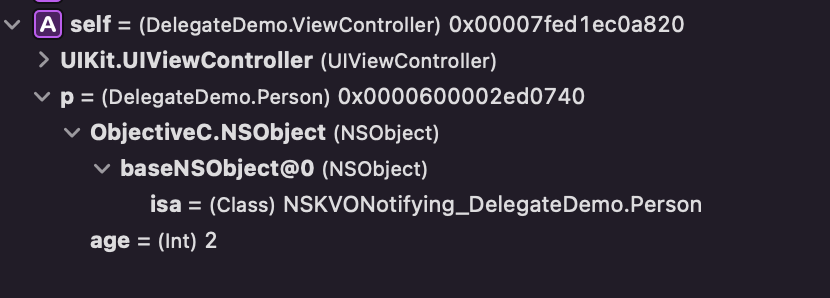 A self = (DelegateDemo.ViewController) 0x00007fed1ec0a820
UIKit.UIViewController (UIViewController)
p = (DelegateDemo.Person) 0x0000600002ed0740
ObjectiveC.NSObject (NSObject)
baseNSObject@0 (NSObject)
isa = (Class) NSKVONotifying_DelegateDemo.Person
age = (Int) 2